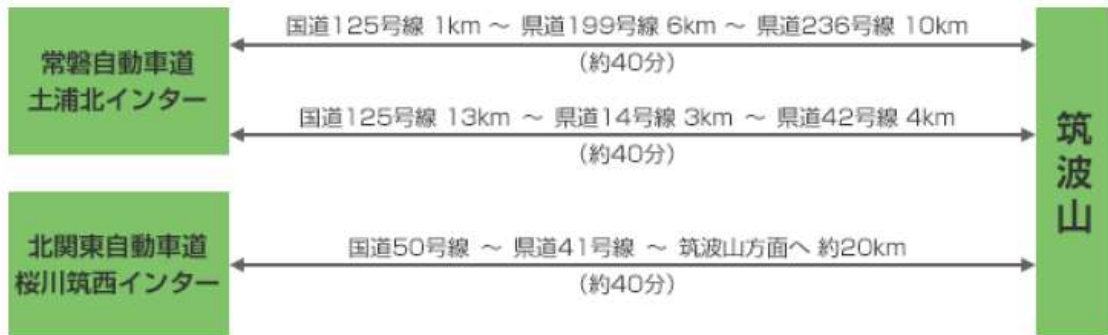 常磐自動車道
土浦北インター
国道125号線 1km ～ 県道199号線 6km ～ 県道236号線 10km
(約40分)
国道125号線 13km ～ 県道14号線 3km ～ 県道42号線 4km
(約40分)
北関東自動車道
桜川筑西インター
国道50号線 ～ 県道41号線 ～ 筑波山方面へ 約20km
(約40分)
筑波山